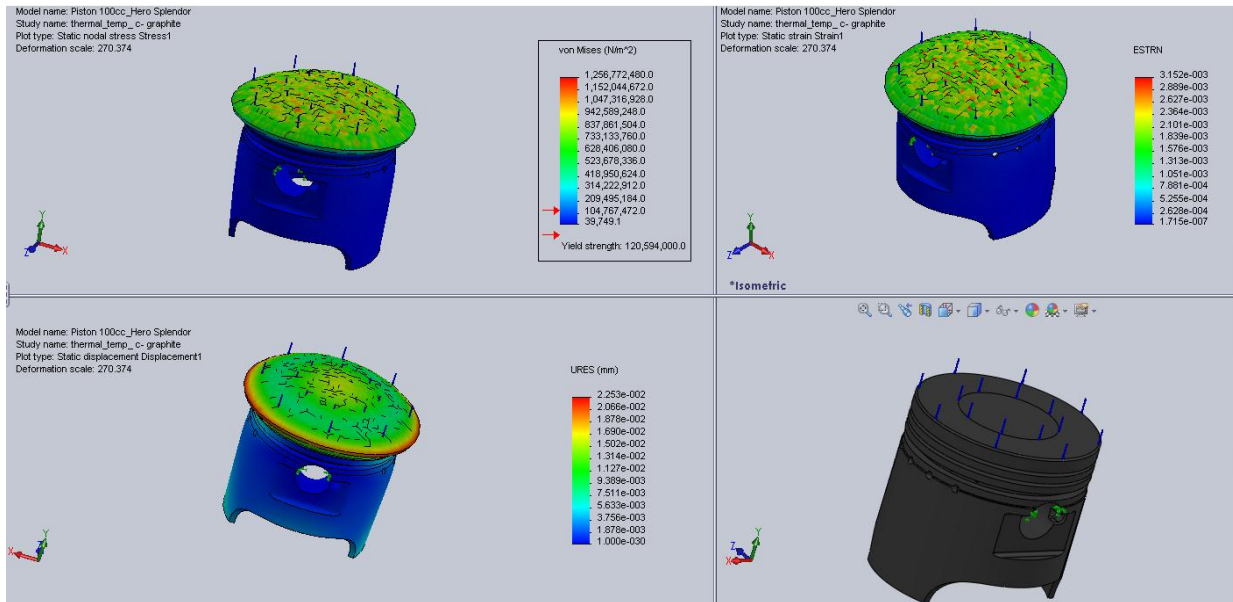 Model name: Piston 100cc_Hero Splendor
Study name: thermal_temp_ c- graphite
Plot type: Static nodal stress Stress1
Deformation scale: 270.374
von Mises (N/m^2)
1,256,772,480.0
1,152,044,672.0
1,047,316,928.0
942,589,248.0
837,861,504.0
733,133,760.0
628,406,080.0
523,678,336.0
418,950,624.0
314,222,912.0
209,495,184.0
104,767,472.0
39,749.1
Yield strength: 120,594,000.0
Y
Z
X
Model name: Piston 100cc_Hero Splendor
Study name: thermal_temp_ c- graphite
Plot type: Static strain Strain1
Deformation scale: 270.374
ESTRN
3.152e-003
2.889e-003
2.627e-003
2.364e-003
2.101e-003
1.839e-003
1.576e-003
1.313e-003
1.051e-003
7.881e-004
5.255e-004
2.628e-004
1.715e-007
Y
Z
X
*Isometric
Model name: Piston 100cc_Hero Splendor
Study name: thermal_temp_ c- graphite
Plot type: Static displacement Displacement1
Deformation scale: 270.374
URES (mm)
2.253e-002
2.066e-002
1.878e-002
1.690e-002
1.502e-002
1.314e-002
1.127e-002
9.389e-003
7.511e-003
5.633e-003
3.756e-003
1.878e-003
1.000e-030
Y
X
Y
Z
X